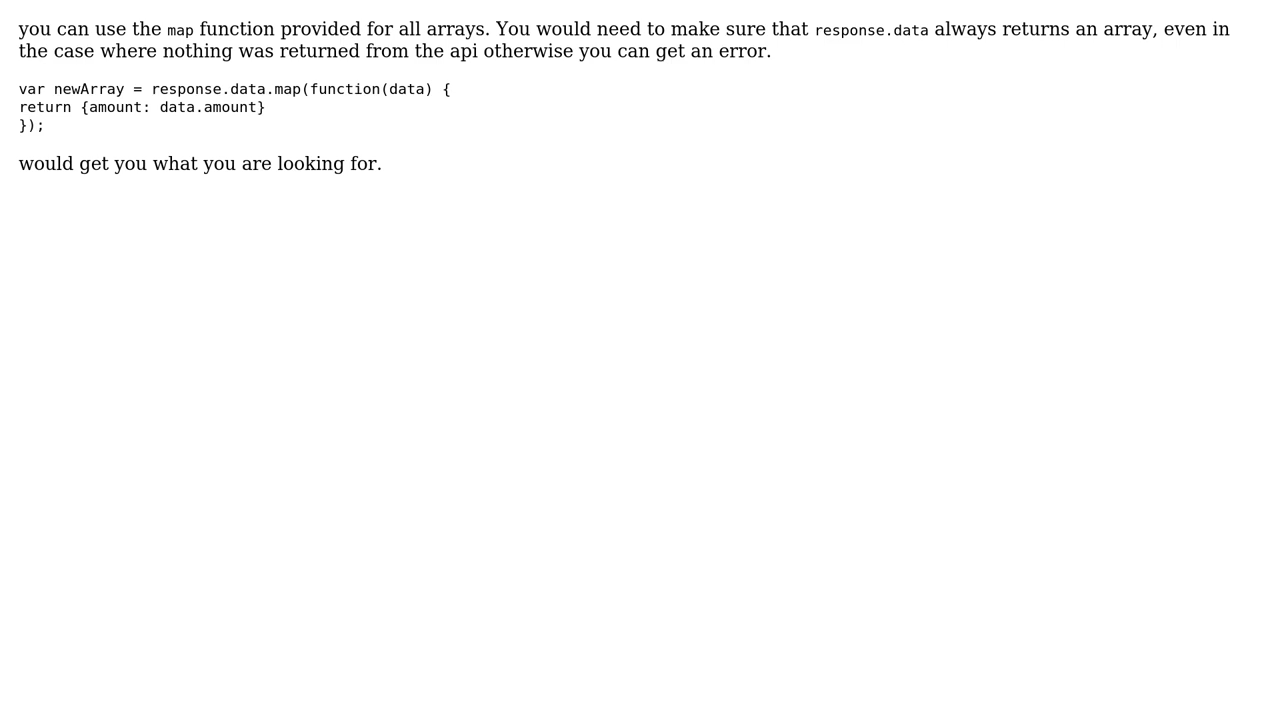 you can use the map function provided for all arrays. You would need to make sure that response.data always returns an array, even in
the case where nothing was returned from the api otherwise you can get an error.
var newArray = response.data.map(function(data) {
return {amount: data.amount}
});
would get you what you are looking for.